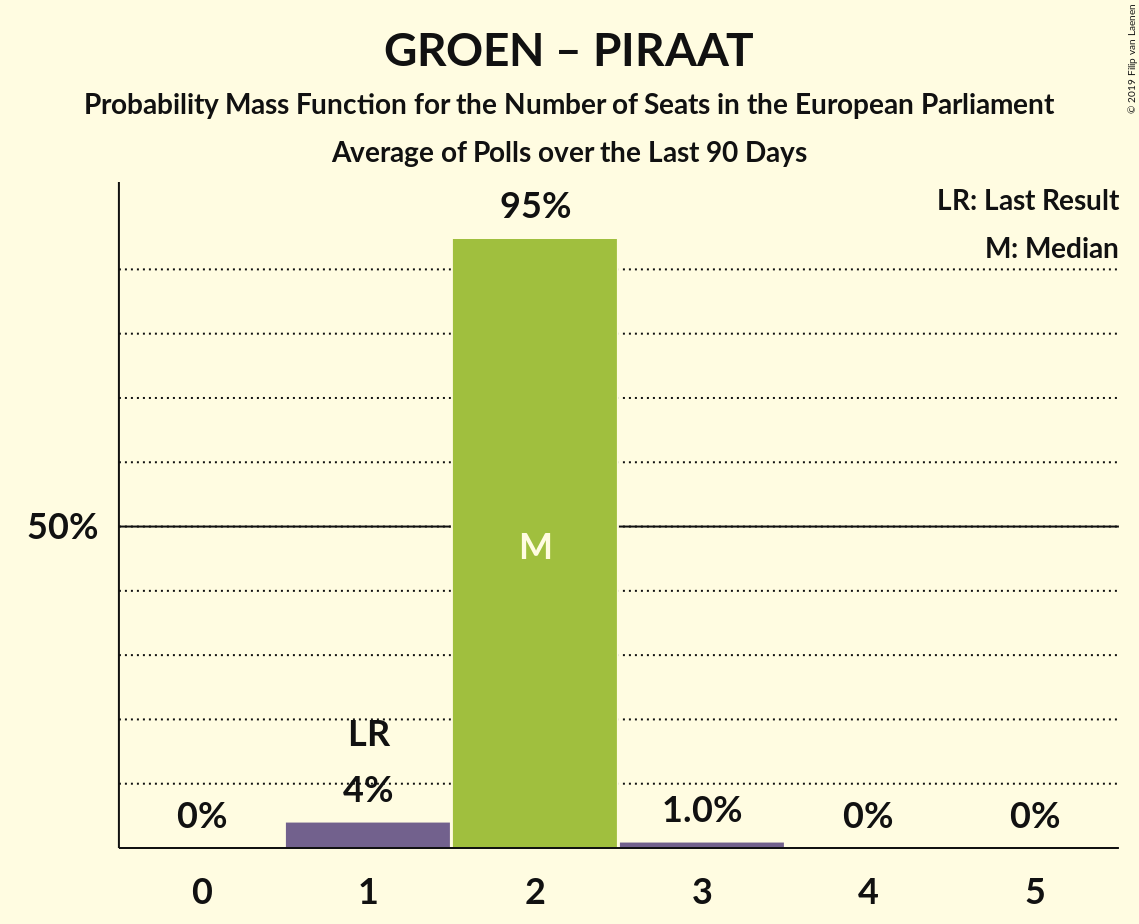 GROEN – PIRAAT
Probability Mass Function for the Number of Seats in the European Parliament
Average of Polls over the Last 90 Days
© 2019 Filip van Laenen
LR: Last Result
M: Median
95%
50%
M
LR
0%
4%
1.0%
0%
0%
0 1 2 3 4 5